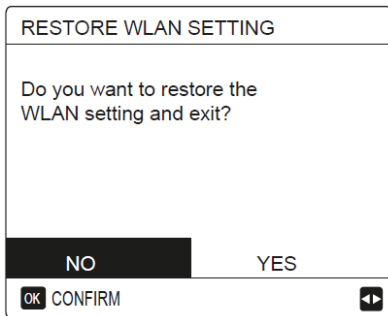 RESTORE WLAN SETTING
Do you want to restore the
WLAN setting and exit?
NO YES
OK CONFIRM